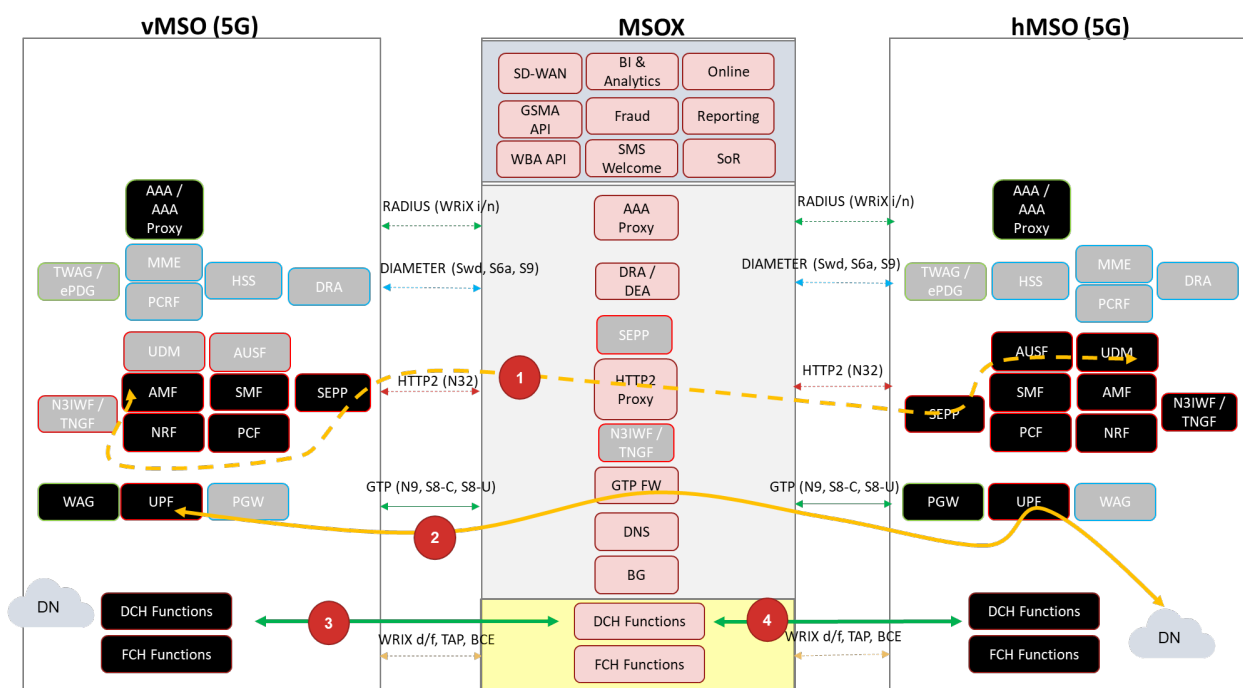 vMSO (5G)
MSOX
hMSO (5G)
SD-WAN
BI &
Analytics
Online
GSMA
API
Fraud
Reporting
WBA API
SMS
Welcome
SoR
AAA /
AAA
Proxy
RADIUS (WRiX i/n)
AAA
Proxy
RADIUS (WRiX i/n)
AAA /
AAA
Proxy
TWAG /
ePDG
MME
PCRF
HSS
DRA
DIAMETER (Swd, S6a, S9)
DRA /
DEA
DIAMETER (Swd, S6a, S9)
TWAG /
ePDG
HSS
MME
PCRF
DRA
UDM
AUSF
AMF
SMF
SEPP
N3IWF /
TNGF
NRF
PCF
HTTP2 (N32)
1
SEPP
HTTP2
Proxy
N3IWF /
TNGF
HTTP2 (N32)
AUSF
UDM
SMF
AMF
SEPP
N3IWF /
TNGF
PCF
NRF
WAG
UPF
PGW
GTP (N9, S8-C, S8-U)
2
GTP FW
DNS
BG
GTP (N9, S8-C, S8-U)
PGW
UPF
WAG
DN
DCH Functions
FCH Functions
3
WRIX d/f, TAP, BCE
DCH Functions
FCH Functions
4
WRIX d/f, TAP, BCE
DCH Functions
FCH Functions
DN